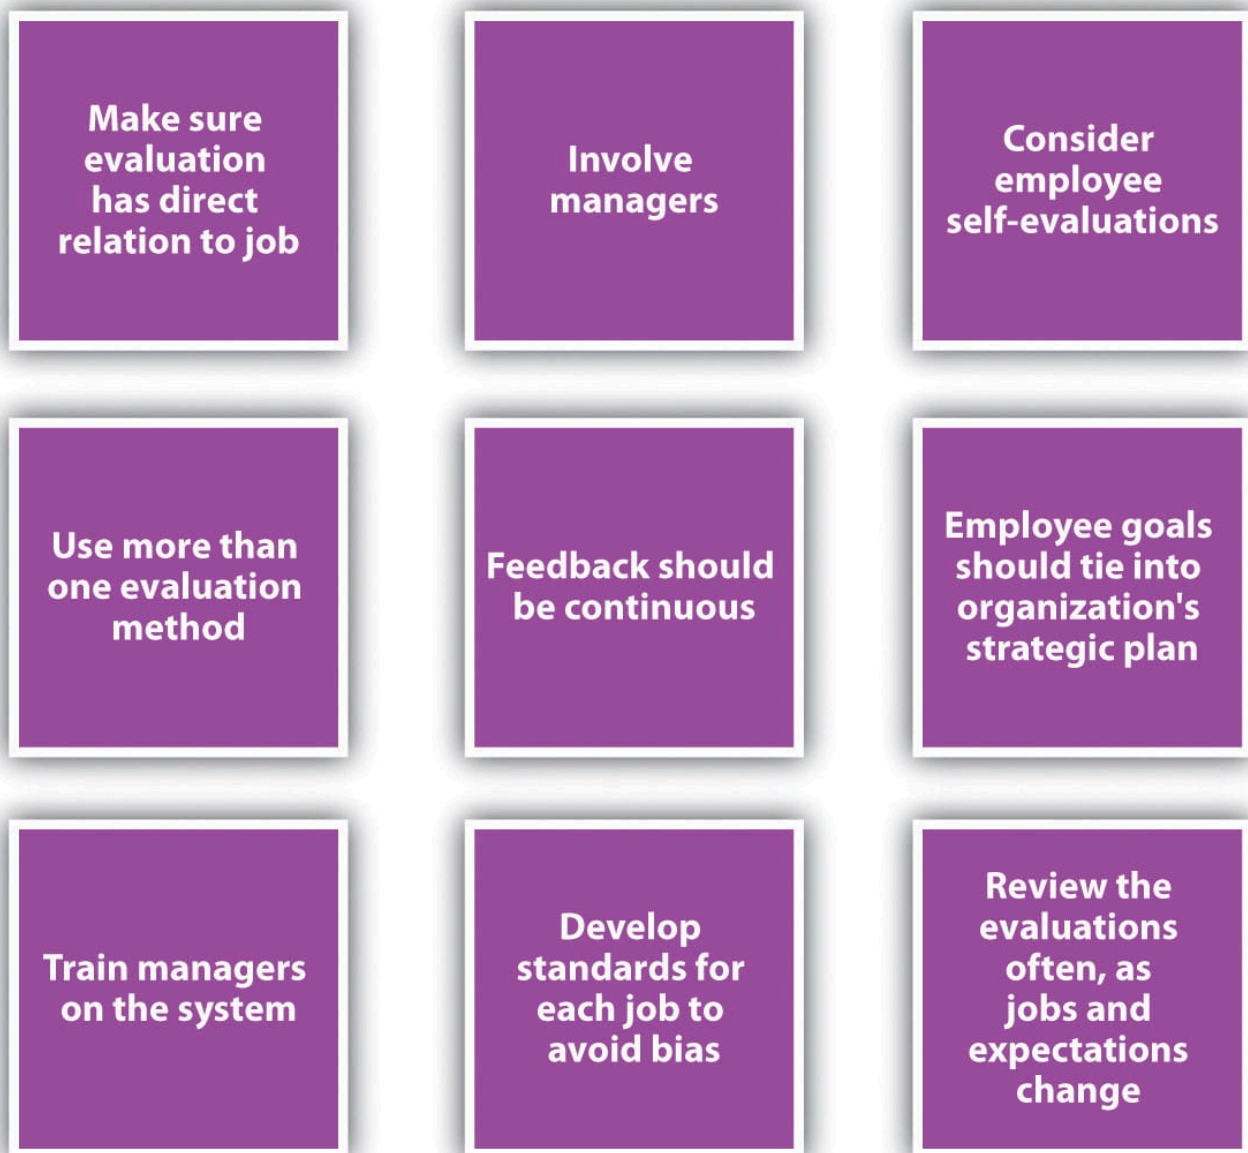 Make sure
evaluation
has direct
relation to job
Involve
managers
Consider
employee
self-evaluations
Use more than
one evaluation
method
Feedback should
be continuous
Employee goals
should tie into
organization's
strategic plan
Train managers
on the system
Develop
standards for
each job to
avoid bias
Review the
evaluations
often, as
jobs and
expectations
change